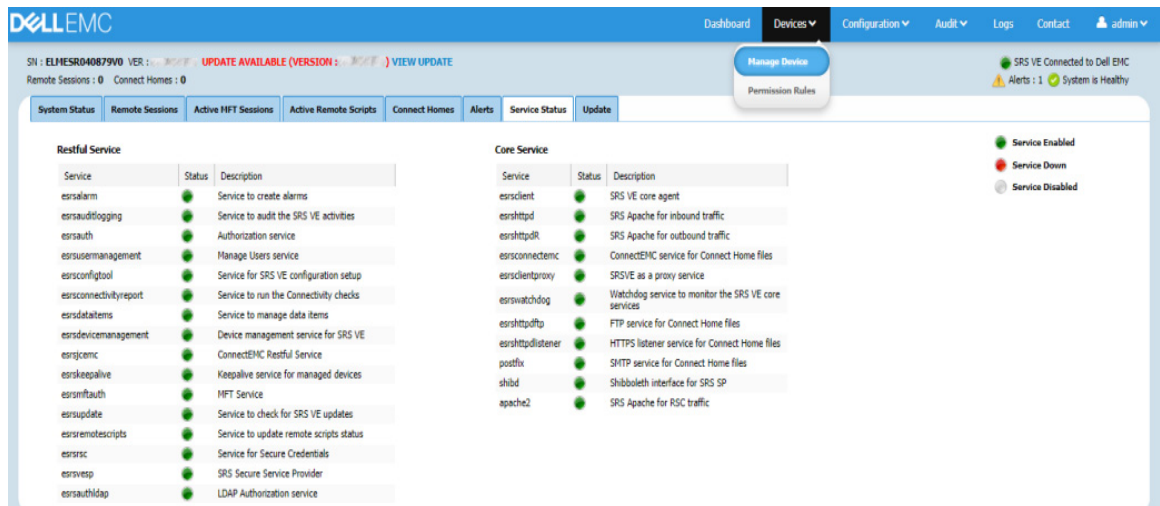 DELLEMC
Dashboard Devices Configuration Audit Logs Contact admin
SN : ELMESR040879V0 VER : UPDATE AVAILABLE (VERSION : ) VIEW UPDATE
Manage Device
SRS VE Connected to Dell EMC
Remote Sessions : 0 Connect Homes : 0
Permission Rules
Alerts : 1 System is Healthy
System Status Remote Sessions Active MFT Sessions Active Remote Scripts Connect Homes Alerts Service Status Update
Restful Service
Service Status Description
esrsalarm Service to create alarms
esrsauditlogging Service to audit the SRS VE activities
esrsauth Authorization service
esrsusermanagement Manage Users service
esrsconfigtool Service for SRS VE configuration setup
esrsconnectivityreport Service to run the Connectivity checks
esrsdataitems Service to manage data items
esrsdevicemanagement Device management service for SRS VE
esrsjcemc ConnectEMC Restful Service
esrskeepalive Keepalive service for managed devices
esrsmftauth MFT Service
esrsupdate Service to check for SRS VE updates
esrsremotescripts Service to update remote scripts status
esrsrsc Service for Secure Credentials
esrsvesp SRS Secure Service Provider
esrsauthldap LDAP Authorization service
Core Service
Service Status Description
esrsclient SRS VE core agent
esrshttpd SRS Apache for inbound traffic
esrshttpdR SRS Apache for outbound traffic
esrsconnectemc ConnectEMC service for Connect Home files
esrsclientproxy SRSVE as a proxy service
esrswatchdog Watchdog service to monitor the SRS VE core
services
esrshttpdftp FTP service for Connect Home files
esrshttpdlistener HTTPS listener service for Connect Home files
postfix SMTP service for Connect Home files
shibd Shibboleth interface for SRS SP
apache2 SRS Apache for RSC traffic
Service Enabled
Service Down
Service Disabled